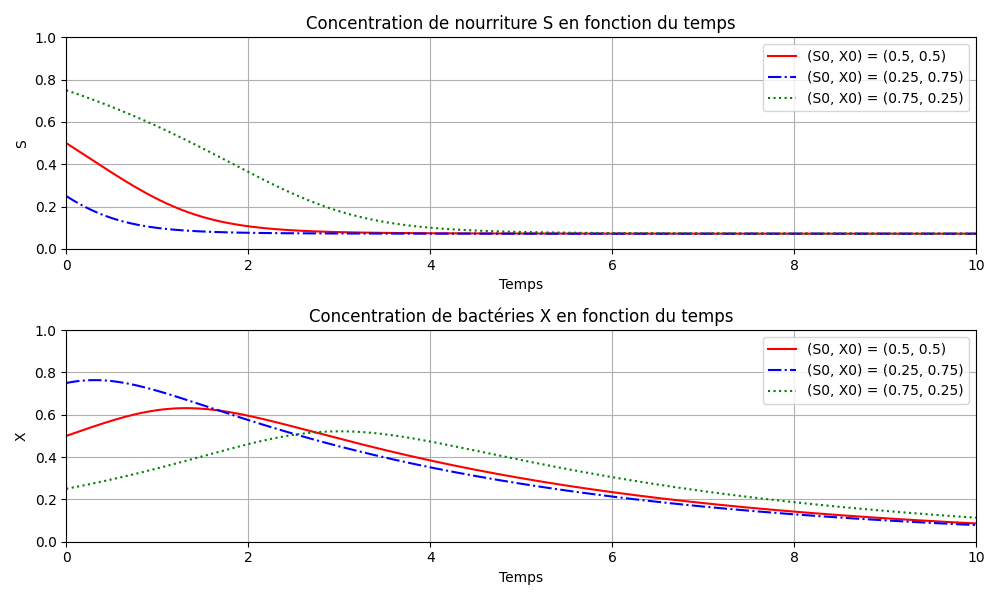 Concentration de nourriture S en fonction du temps
1.0
0.8
0.6
0.4
0.2
0.0
S
(S0, X0) = (0.5, 0.5)
(S0, X0) = (0.25, 0.75)
(S0, X0) = (0.75, 0.25)
0 2 4 6 8 10
Temps
Concentration de bactéries X en fonction du temps
1.0
0.8
0.6
0.4
0.2
0.0
X
(S0, X0) = (0.5, 0.5)
(S0, X0) = (0.25, 0.75)
(S0, X0) = (0.75, 0.25)
0 2 4 6 8 10
Temps